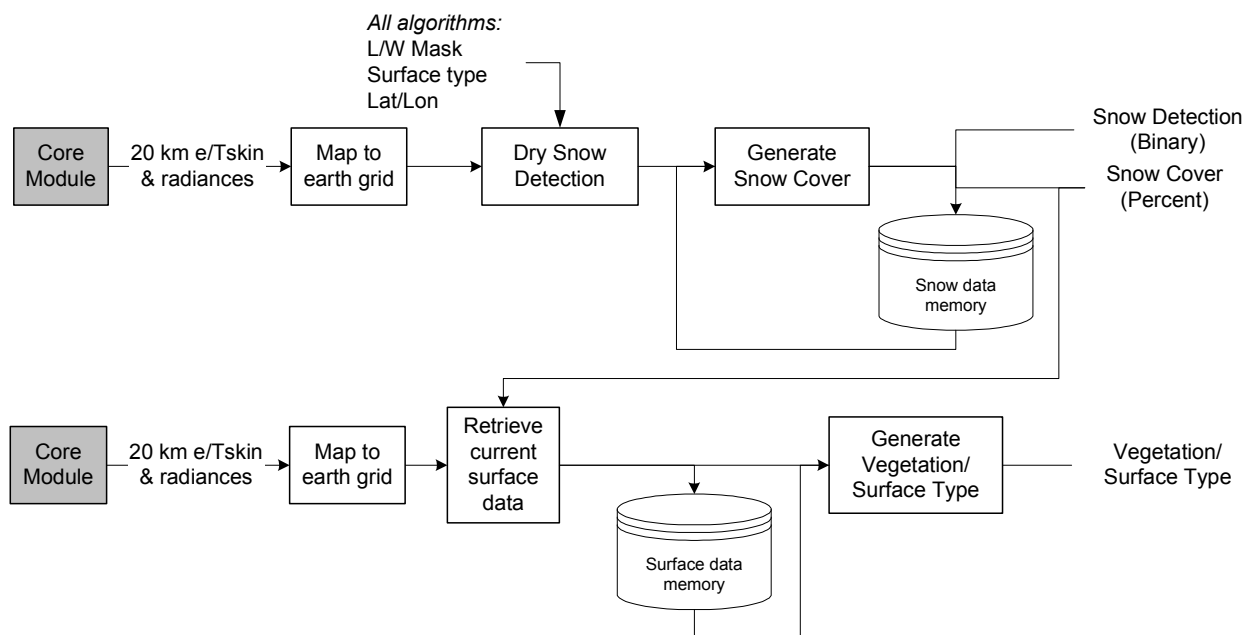 All algorithms:
L/W Mask
Surface type
Lat/Lon
Core
Module
20 km e/Tskin
& radiances
Map to
earth grid
Dry Snow
Detection
Generate
Snow Cover
Snow Detection
(Binary)
Snow Cover
(Percent)
Snow data
memory
Core
Module
20 km e/Tskin
& radiances
Map to
earth grid
Retrieve
current
surface
data
Generate
Vegetation/
Surface Type
Vegetation/
Surface Type
Surface data
memory